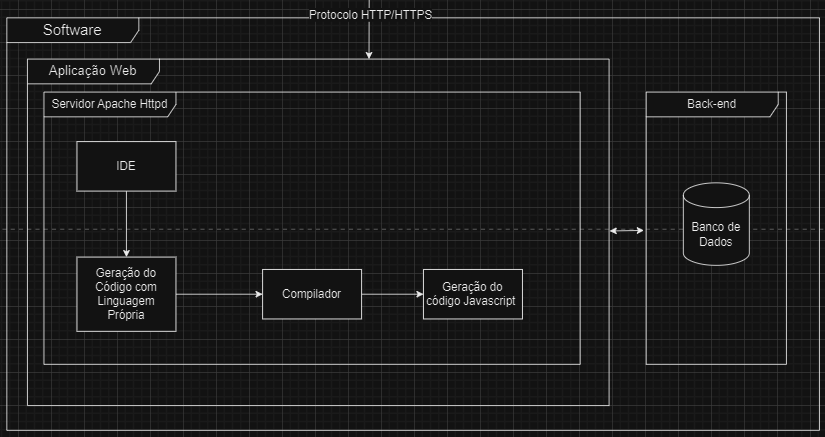 Protocolo HTTP/HTTPS
Software
Aplicação Web
Servidor Apache Httpd
Back-end
IDE
Banco de
Dados
Geração do
Código com
Linguagem
Própria
Compilador
Geração do
código Javascript